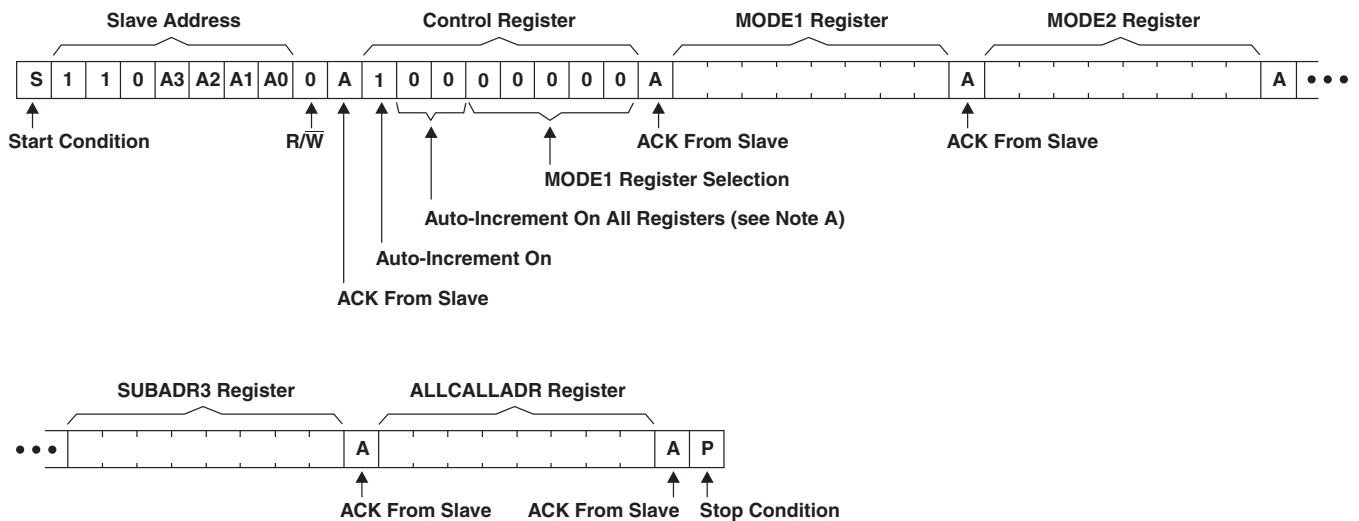 Slave Address Control Register MODE1 Register MODE2 Register
S 1 1 0 A3 A2 A1 A0 0 A 1 0 0 0 0 0 0 0 A A A •••
Start Condition R/W̅ ACK From Slave ACK From Slave
MODE1 Register Selection
Auto-Increment On All Registers (see Note A)
Auto-Increment On
ACK From Slave
SUBADR3 Register ALLCALLADR Register
••• A A P
ACK From Slave ACK From Slave Stop Condition